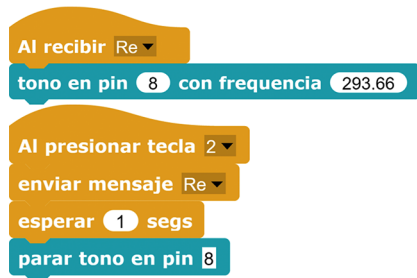 Al recibir Re
tono en pin 8 con frequencia 293.66
Al presionar tecla 2
enviar mensaje Re
esperar 1 segs
parar tono en pin 8